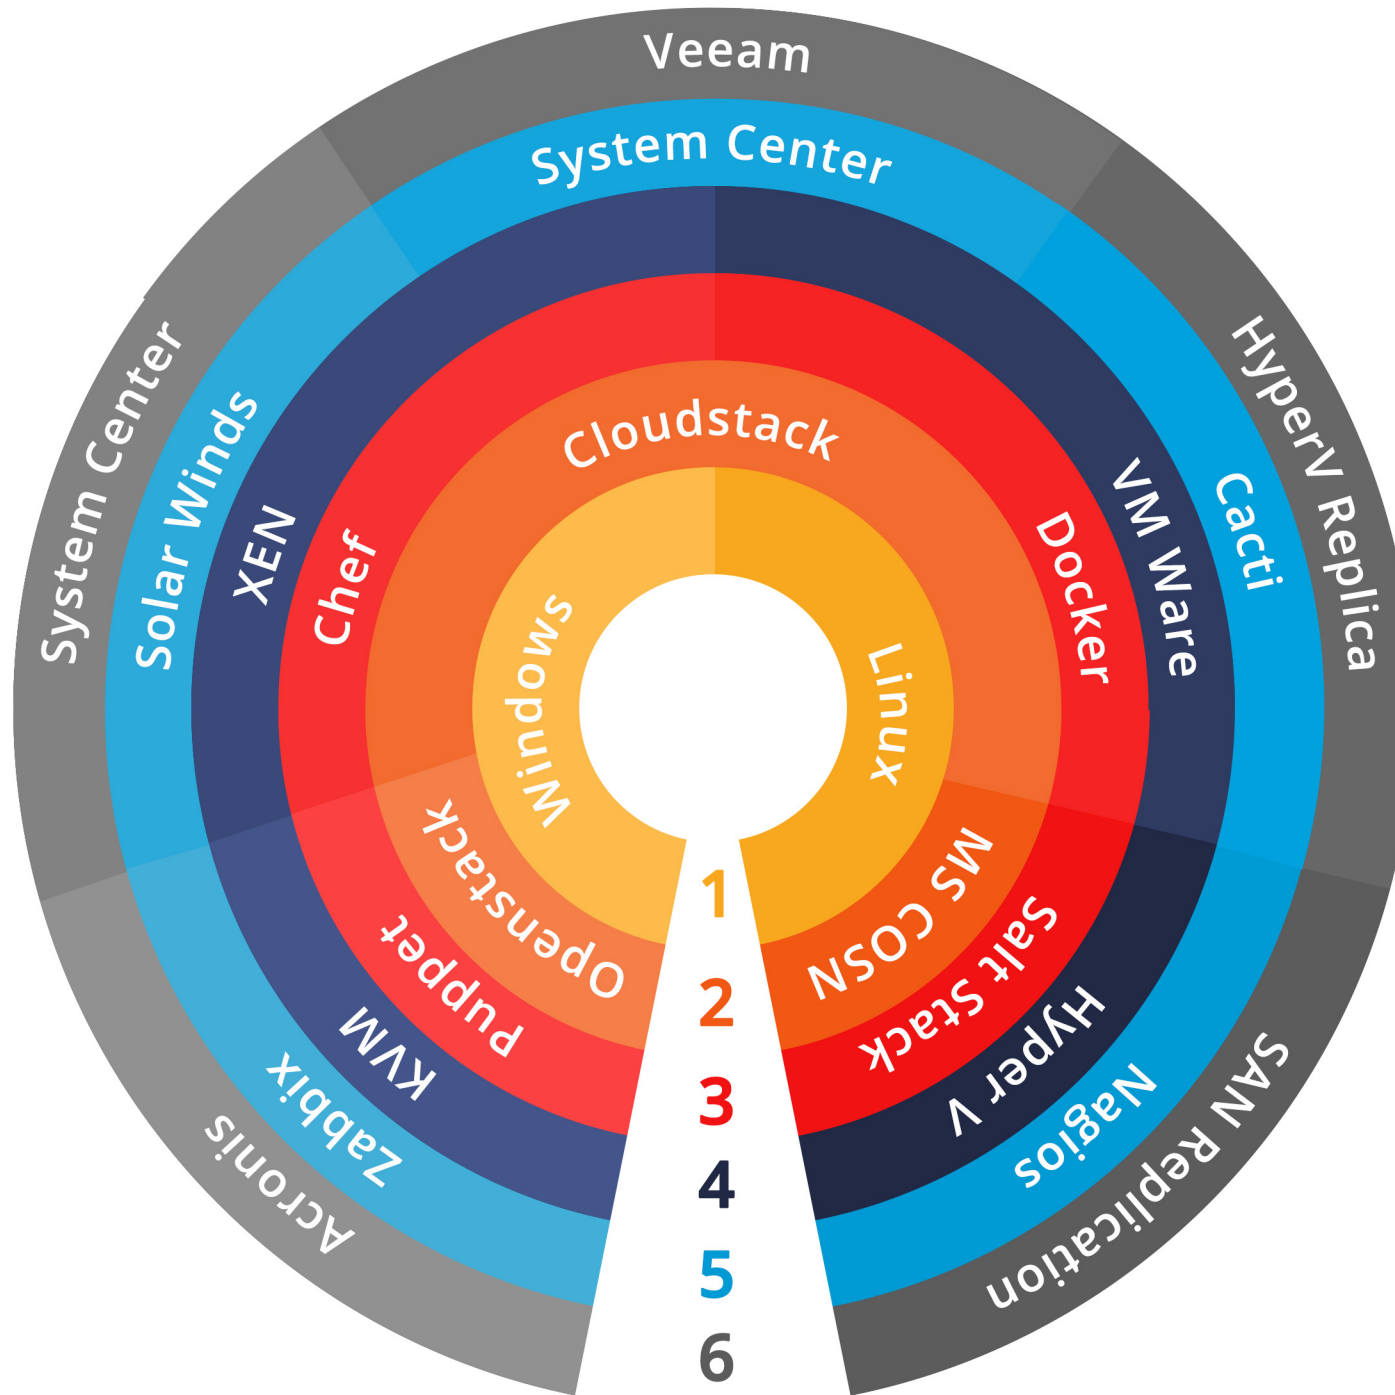 Veeam
System Center
HyperV Replica
System Center
Solar Winds
Cacti
XEN
VM Ware
Chef
Docker
Cloudstack
Windows
Linux
Openstack
Ms COSN
Puppet
Salt Stack
KVM
Hyper V
Zabbix
Nagios
Acronis
SAN Replication
1
2
3
4
5
6